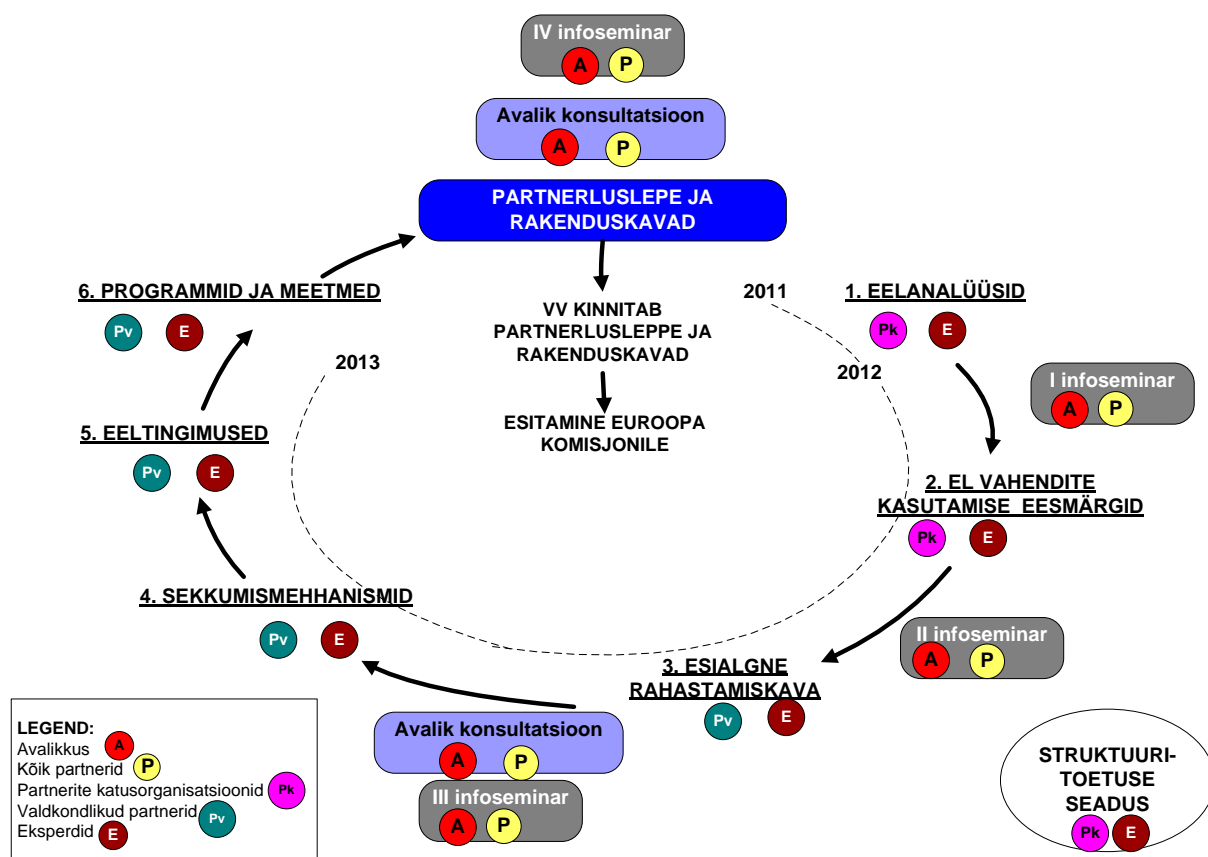 IV infoseminar
A P
Avalik konsultatsioon
A P
PARTNERLUSLEPE JA
RAKENDUSKAVAD
VV KINNITAB
PARTNERLUSLEPPE JA
RAKENDUSKAVAD
ESITAMINE EUROOPA
KOMISJONILE
2011
2012
2013
1. EELANALÜÜSID
Pk E
I infoseminar
A P
2. EL VAHENDITE
KASUTAMISE EESMÄRGID
Pk E
II infoseminar
A P
3. ESIALGNE
RAHASTAMISKAVA
Pv E
Avalik konsultatsioon
A P
III infoseminar
A P
4. SEKKUMISMEHHANISMID
Pv E
5. EELTINGIMUSED
Pv E
6. PROGRAMMID JA MEETMED
Pv E
LEGEND:
Avalikkus A
Kõik partnerid P
Partnerite katusorganisatsioonid Pk
Valdkondlikud partnerid Pv
Eksperdid E
STRUKTUURI-
TOETUSE
SEADUS
Pk E